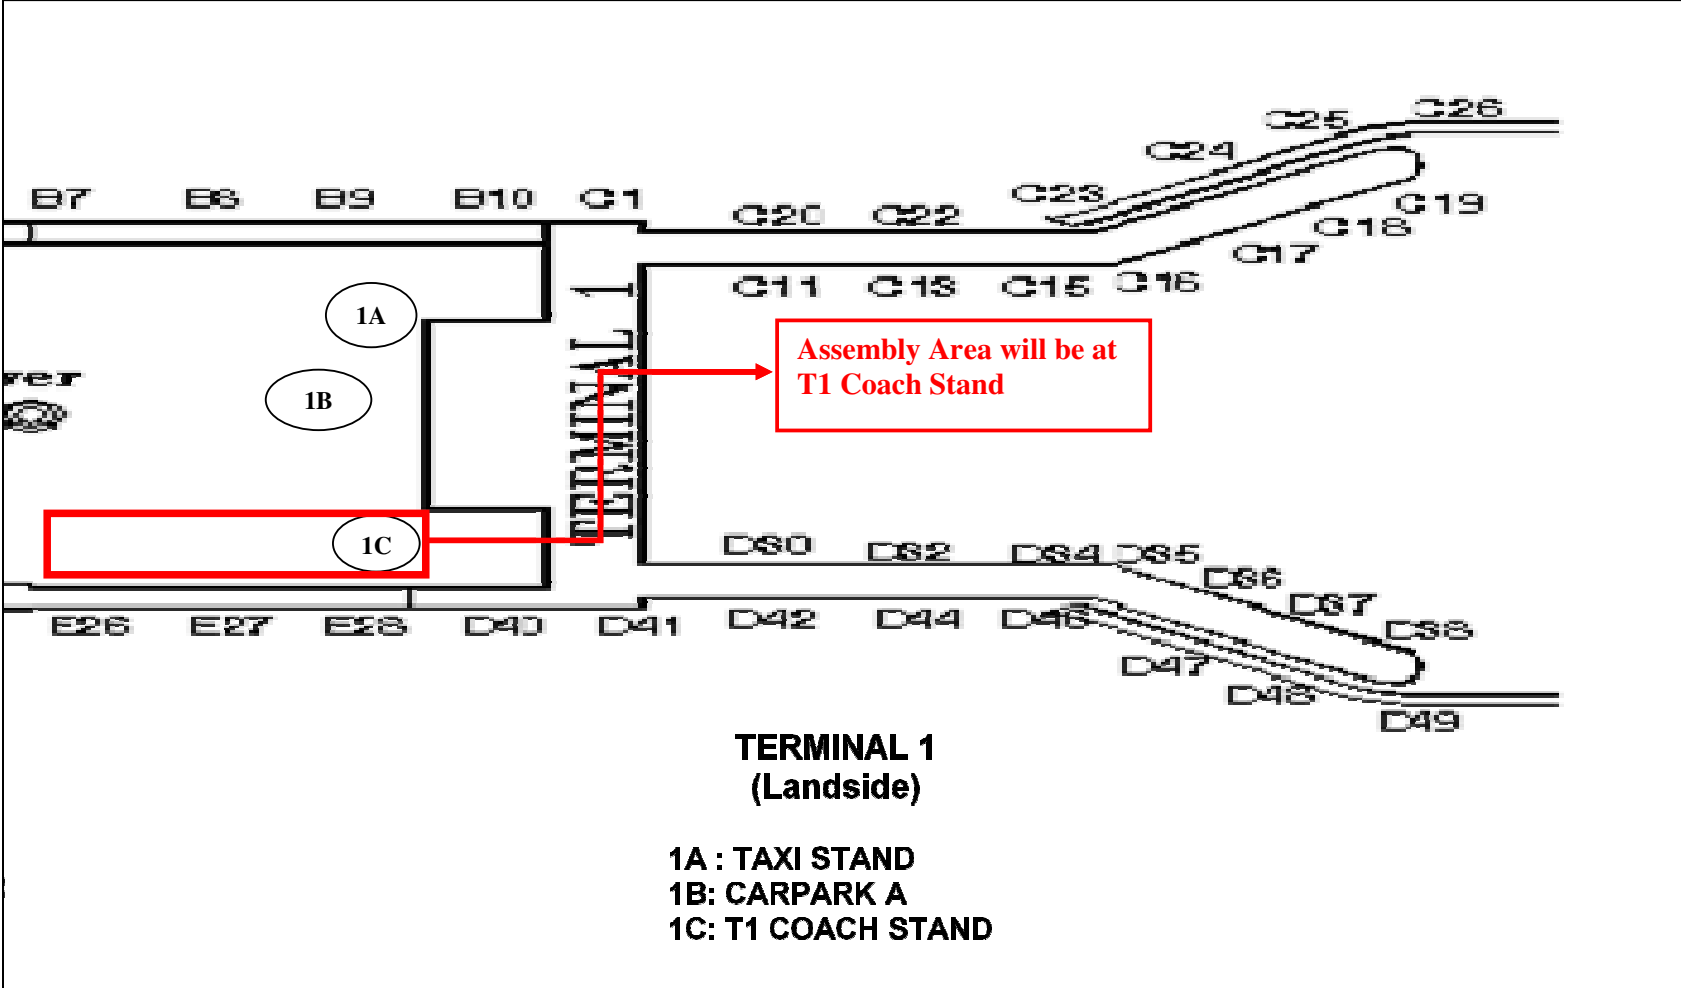 C26
C25
C24
C23
B7 B8 B9 B10 C1
C19
C20 C22
C18
C17
C11 C13 C15 C16
1A
TERMINAL 1
Assembly Area will be at
T1 Coach Stand
1B
1C
D30 D32 D34 D35
D36
D37
D38
E26 E27 E28 D40 D41 D42 D44 D46
D47
D48
D49
TERMINAL 1
(Landside)
1A : TAXI STAND
1B: CARPARK A
1C: T1 COACH STAND